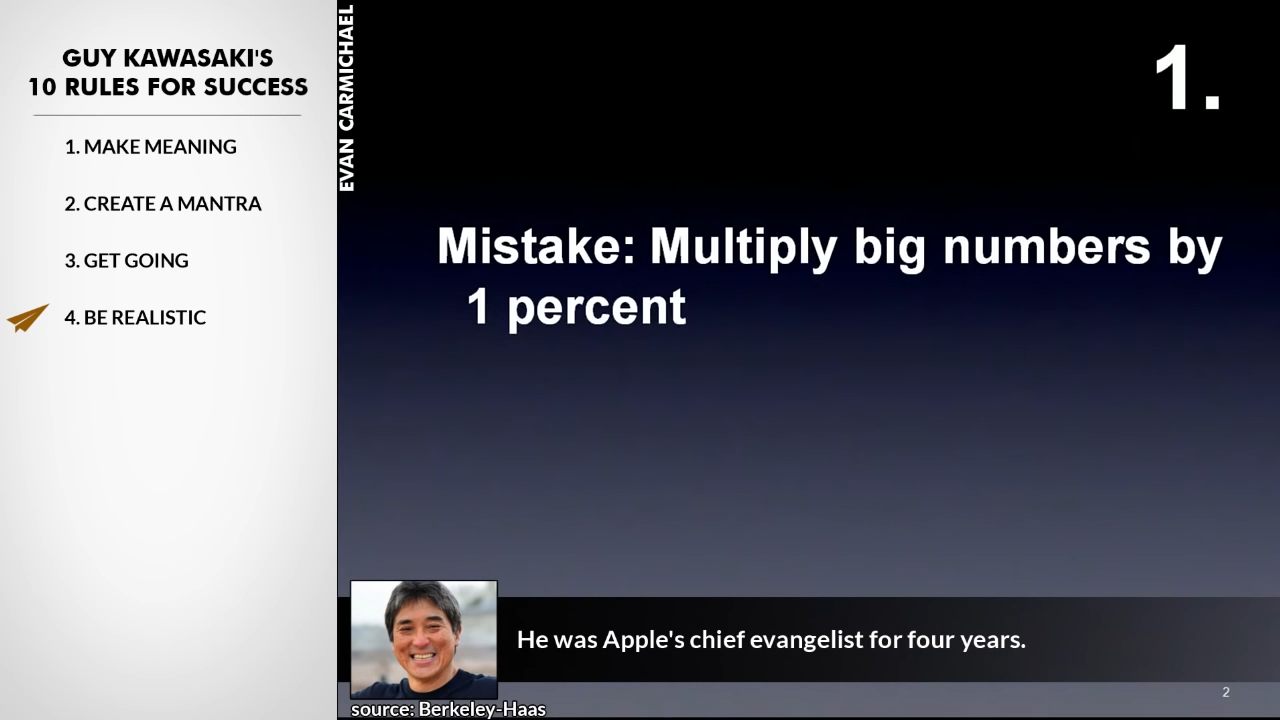 GUY KAWASAKI'S
10 RULES FOR SUCCESS
1. MAKE MEANING
2. CREATE A MANTRA
3. GET GOING
4. BE REALISTIC
EVAN CARMICHAEL
1.
Mistake: Multiply big numbers by
1 percent
He was Apple's chief evangelist for four years.
source: Berkeley-Haas
2